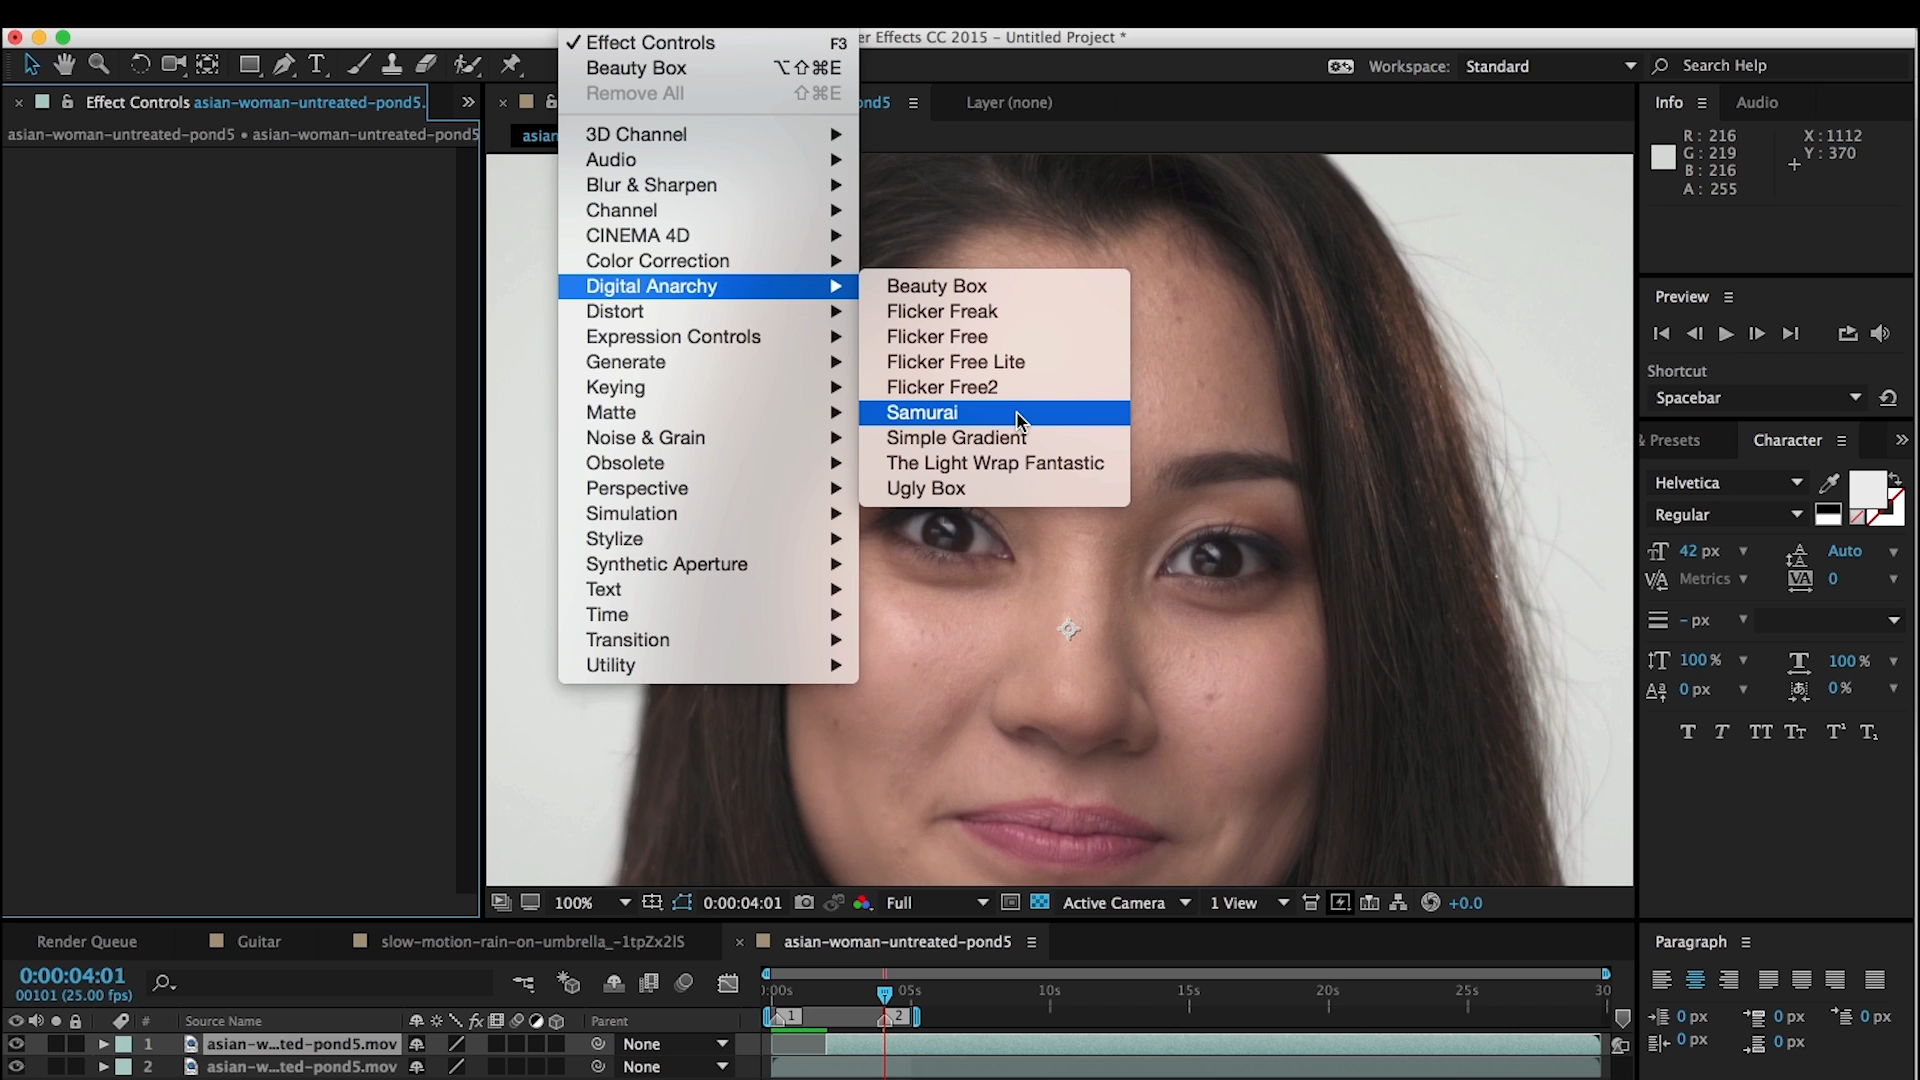 er Effects CC 2015 – Untitled Project *
✓ Effect Controls F3
Beauty Box ⌥⇧⌘E
Remove All ⇧⌘E
3D Channel
Audio
Blur & Sharpen
Channel
CINEMA 4D
Color Correction
Digital Anarchy
Distort
Expression Controls
Generate
Keying
Matte
Noise & Grain
Obsolete
Perspective
Simulation
Stylize
Synthetic Aperture
Text
Time
Transition
Utility
Beauty Box
Flicker Freak
Flicker Free
Flicker Free Lite
Flicker Free2
Samurai
Simple Gradient
The Light Wrap Fantastic
Ugly Box
Workspace: Standard
Search Help
Effect Controls asian-woman-untreated-pond5.
asian-woman-untreated-pond5 • asian-woman-untreated-pond5
nd5
Layer (none)
asian
Info Audio
R: 216 X: 1112
G: 219 Y: 370
B: 216
A: 255
Preview
Shortcut
Spacebar
& Presets Character
Helvetica
Regular
42 px Auto
Metrics 0
– px
100 % 100 %
0 px 0 %
T T TT Tт T¹ T₁
100% 0:00:04:01 Full Active Camera 1 View +0.0
Render Queue Guitar slow-motion-rain-on-umbrella_-1tpZx2lS asian-woman-untreated-pond5
0:00:04:01
00101 (25.00 fps)
:00s 05s 10s 15s 20s 25s 30
1 2
# Source Name fx Parent
1 asian-w...ted-pond5.mov None
2 asian-w...ted-pond5.mov None
Paragraph
0 px 0 px 0 px
0 px 0 px